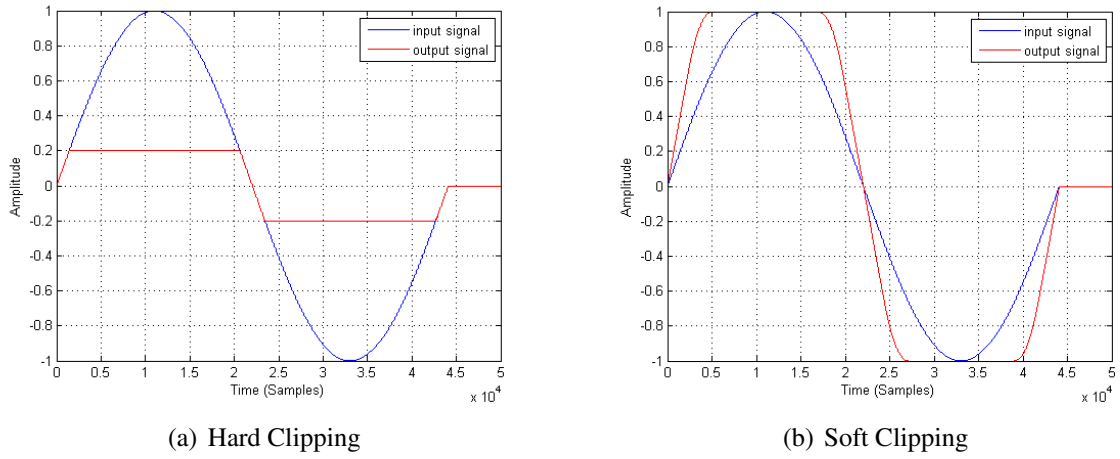 input signal
output signal
1
0.8
0.6
0.4
0.2
0
-0.2
-0.4
-0.6
-0.8
-1
Amplitude
0 0.5 1 1.5 2 2.5 3 3.5 4 4.5 5
Time (Samples)
x 10^4
(a) Hard Clipping
input signal
output signal
1
0.8
0.6
0.4
0.2
0
-0.2
-0.4
-0.6
-0.8
-1
Amplitude
0 0.5 1 1.5 2 2.5 3 3.5 4 4.5 5
Time (Samples)
x 10^4
(b) Soft Clipping